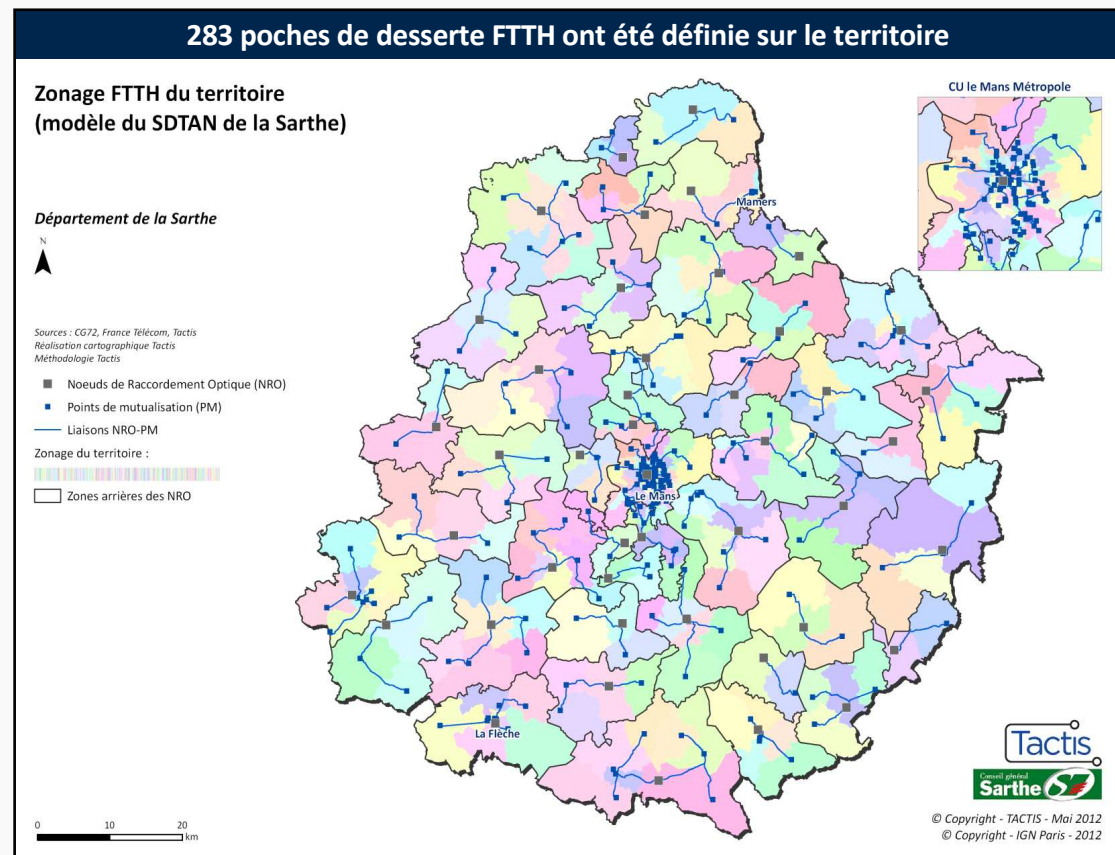 283 poches de desserte FTTH ont été définie sur le territoire
Zonage FTTH du territoire
(modèle du SDTAN de la Sarthe)
CU le Mans Métropole
Département de la Sarthe
N
Mamers
Sources : CG72, France Télécom, Tactis
Réalisation cartographique Tactis
Méthodologie Tactis
Noeuds de Raccordement Optique (NRO)
Points de mutualisation (PM)
Liaisons NRO-PM
Zonage du territoire :
Zones arrières des NRO
Le Mans
La Flèche
Tactis
Conseil général
Sarthe
© Copyright - TACTIS - Mai 2012
© Copyright - IGN Paris - 2012
0 10 20
km